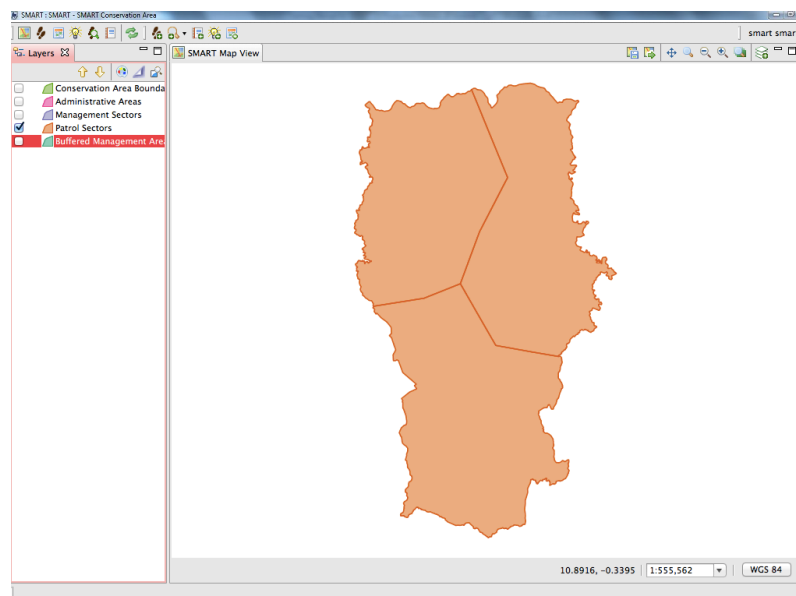 SMART : SMART - SMART Conservation Area
smart smar
Layers
SMART Map View
Conservation Area Bounda
Administrative Areas
Management Sectors
Patrol Sectors
Buffered Management Area
10.8916, -0.3395
1:555,562
WGS 84